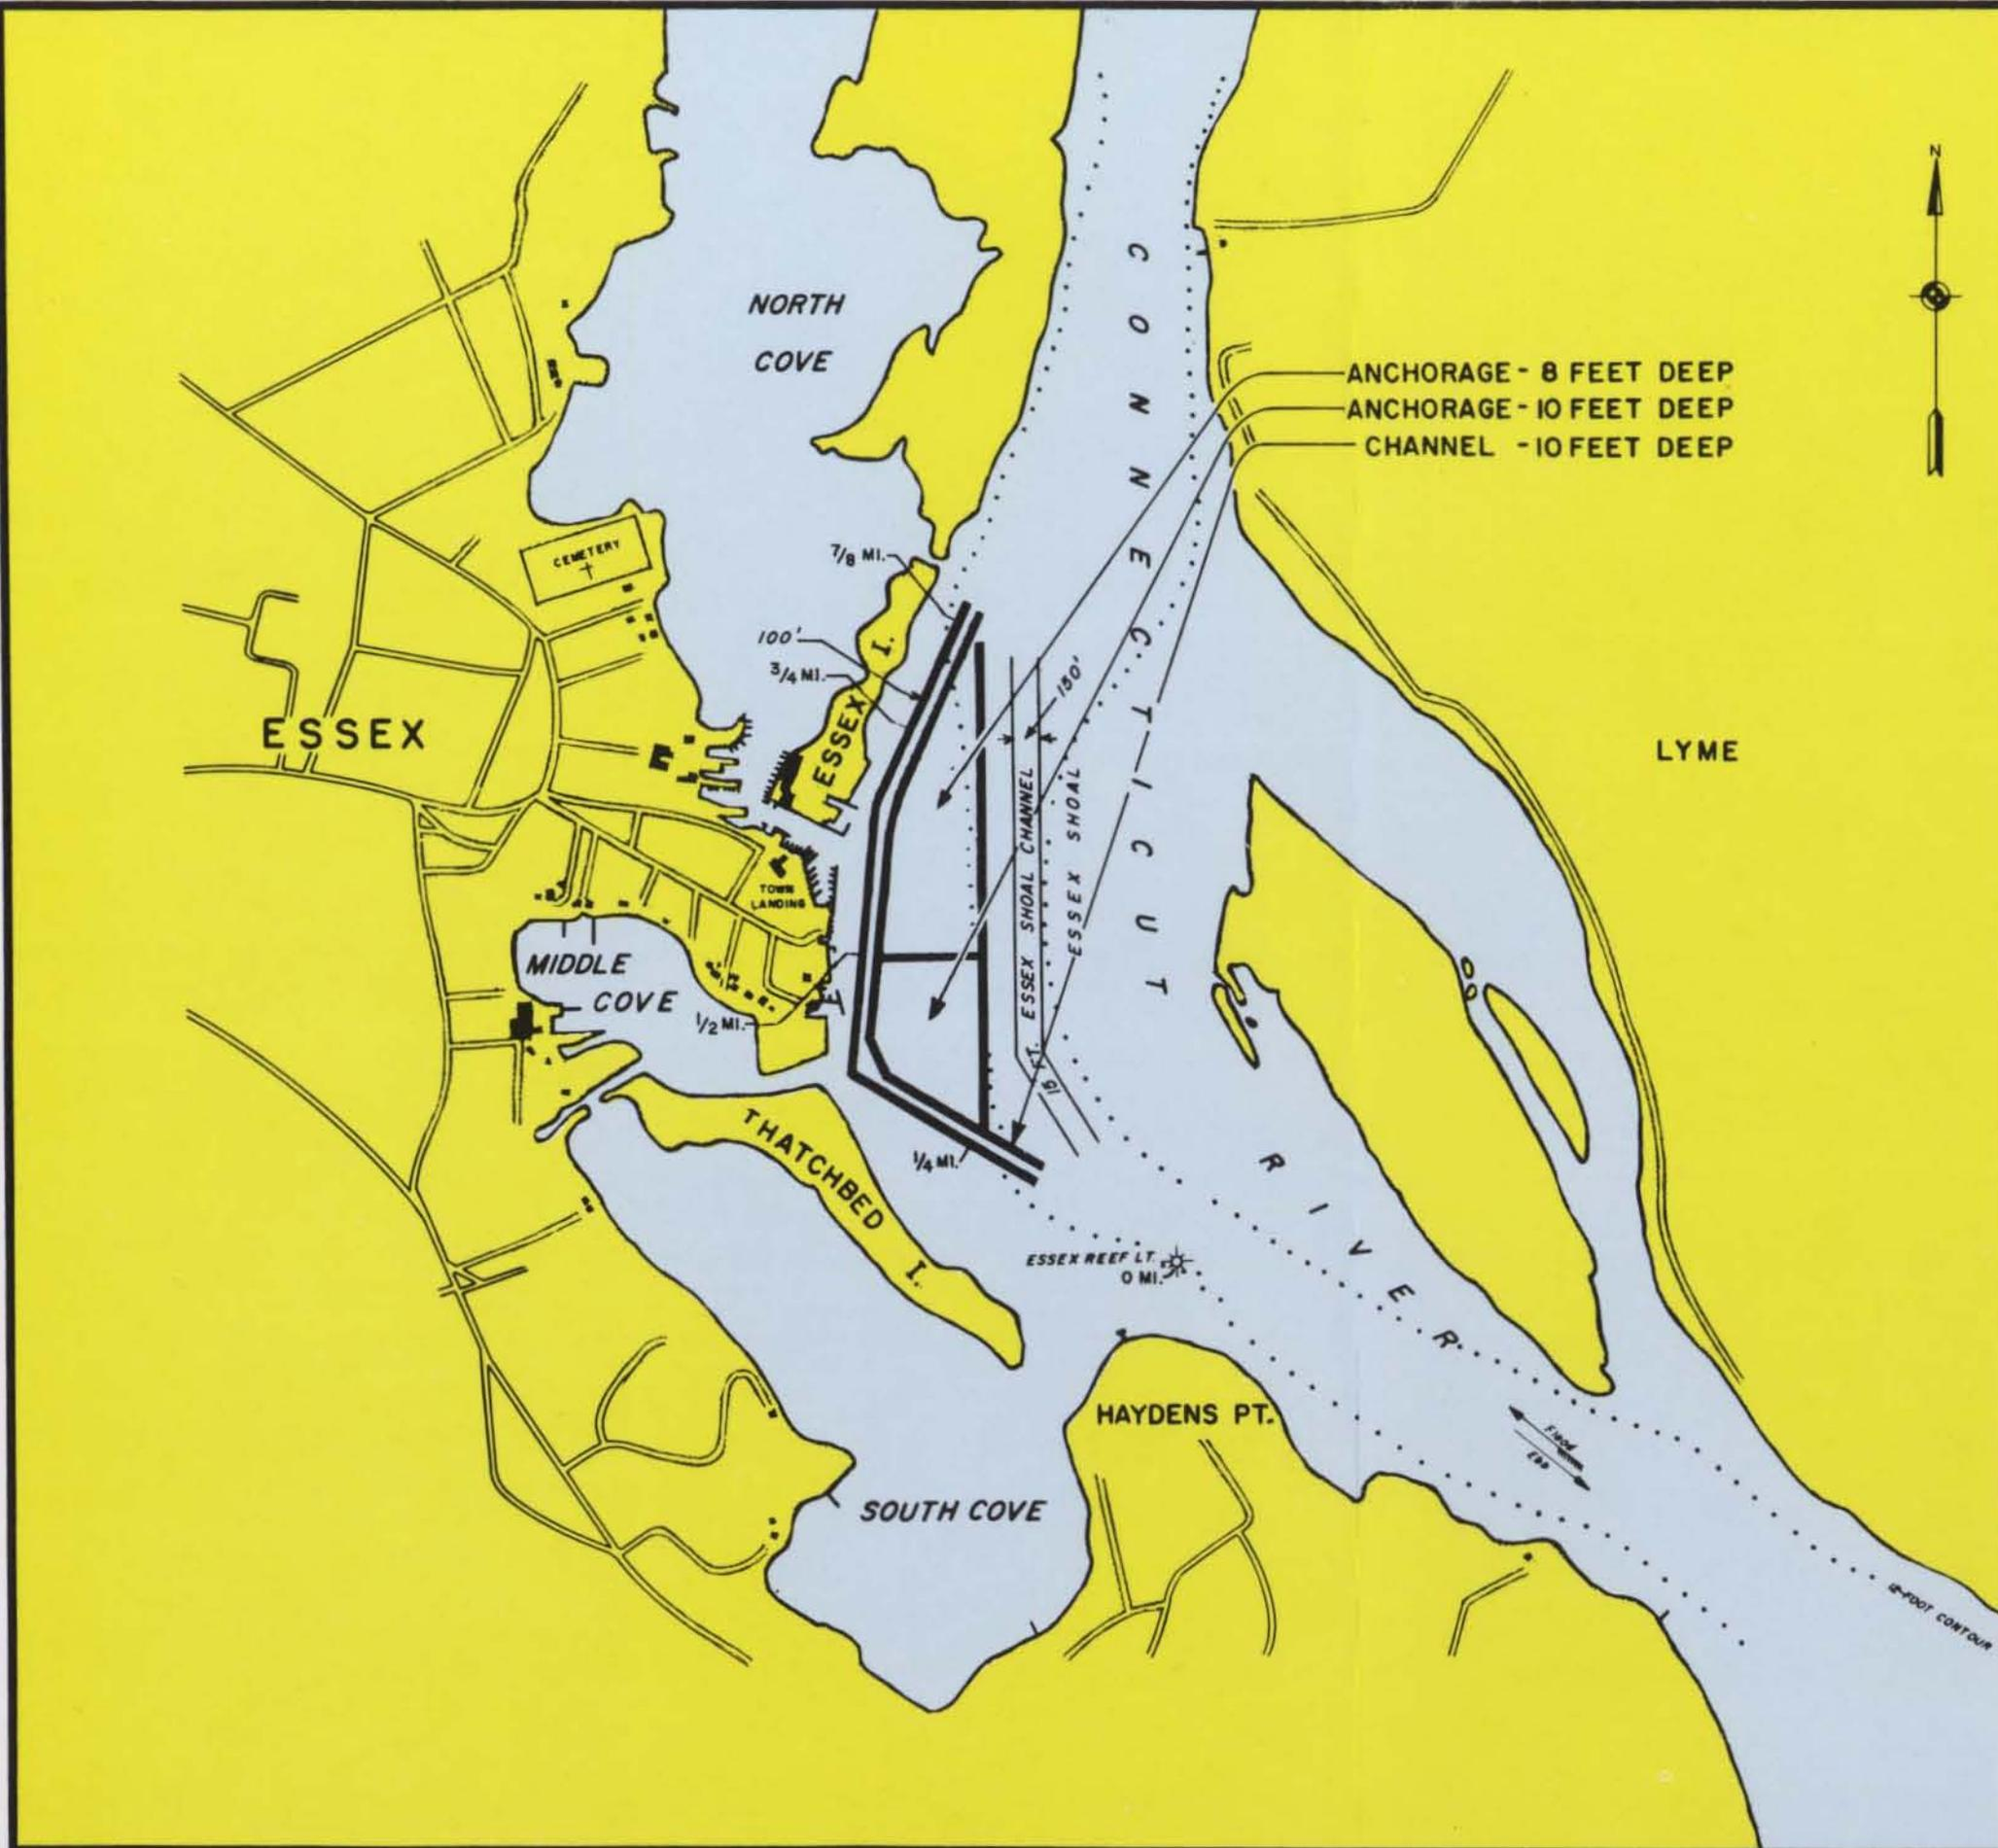 N
NORTH
COVE
CONNECTICUT
RIVER
ANCHORAGE - 8 FEET DEEP
ANCHORAGE - 10 FEET DEEP
CHANNEL - 10 FEET DEEP
CEMETERY
7/8 MI.
100'
3/4 MI.
150'
ESSEX I.
ESSEX
LYME
15 FT. ESSEX SHOAL CHANNEL
ESSEX SHOAL
TOWN
LANDING
MIDDLE
COVE
1/2 MI.
THATCHBED I.
1/4 MI.
ESSEX REEF LT.
0 MI.
HAYDENS PT.
FLOOD
EBB
SOUTH COVE
12-FOOT CONTOUR